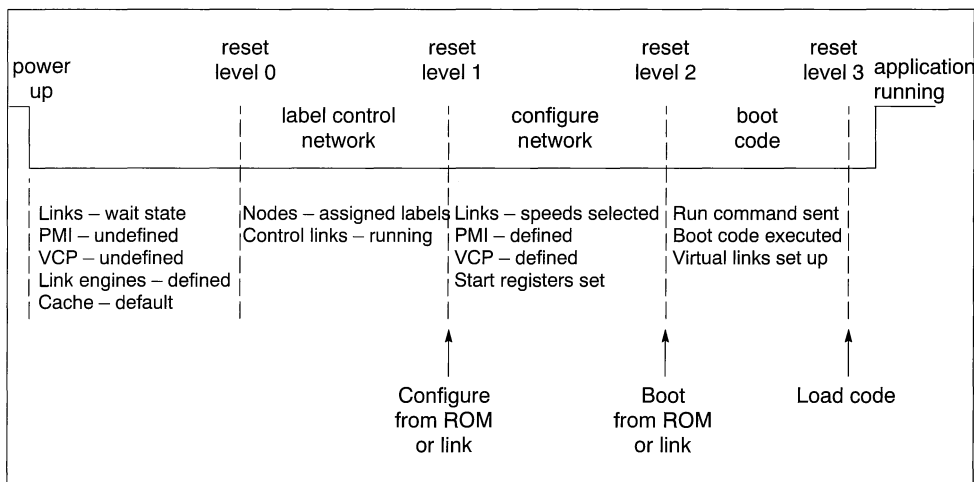 power
up
reset
level 0
reset
level 1
reset
level 2
reset
level 3
application
running
label control
network
configure
network
boot
code
Links – wait state
PMI – undefined
VCP – undefined
Link engines – defined
Cache – default
Nodes – assigned labels
Control links – running
Links – speeds selected
PMI – defined
VCP – defined
Start registers set
Run command sent
Boot code executed
Virtual links set up
Configure
from ROM
or link
Boot
from ROM
or link
Load code